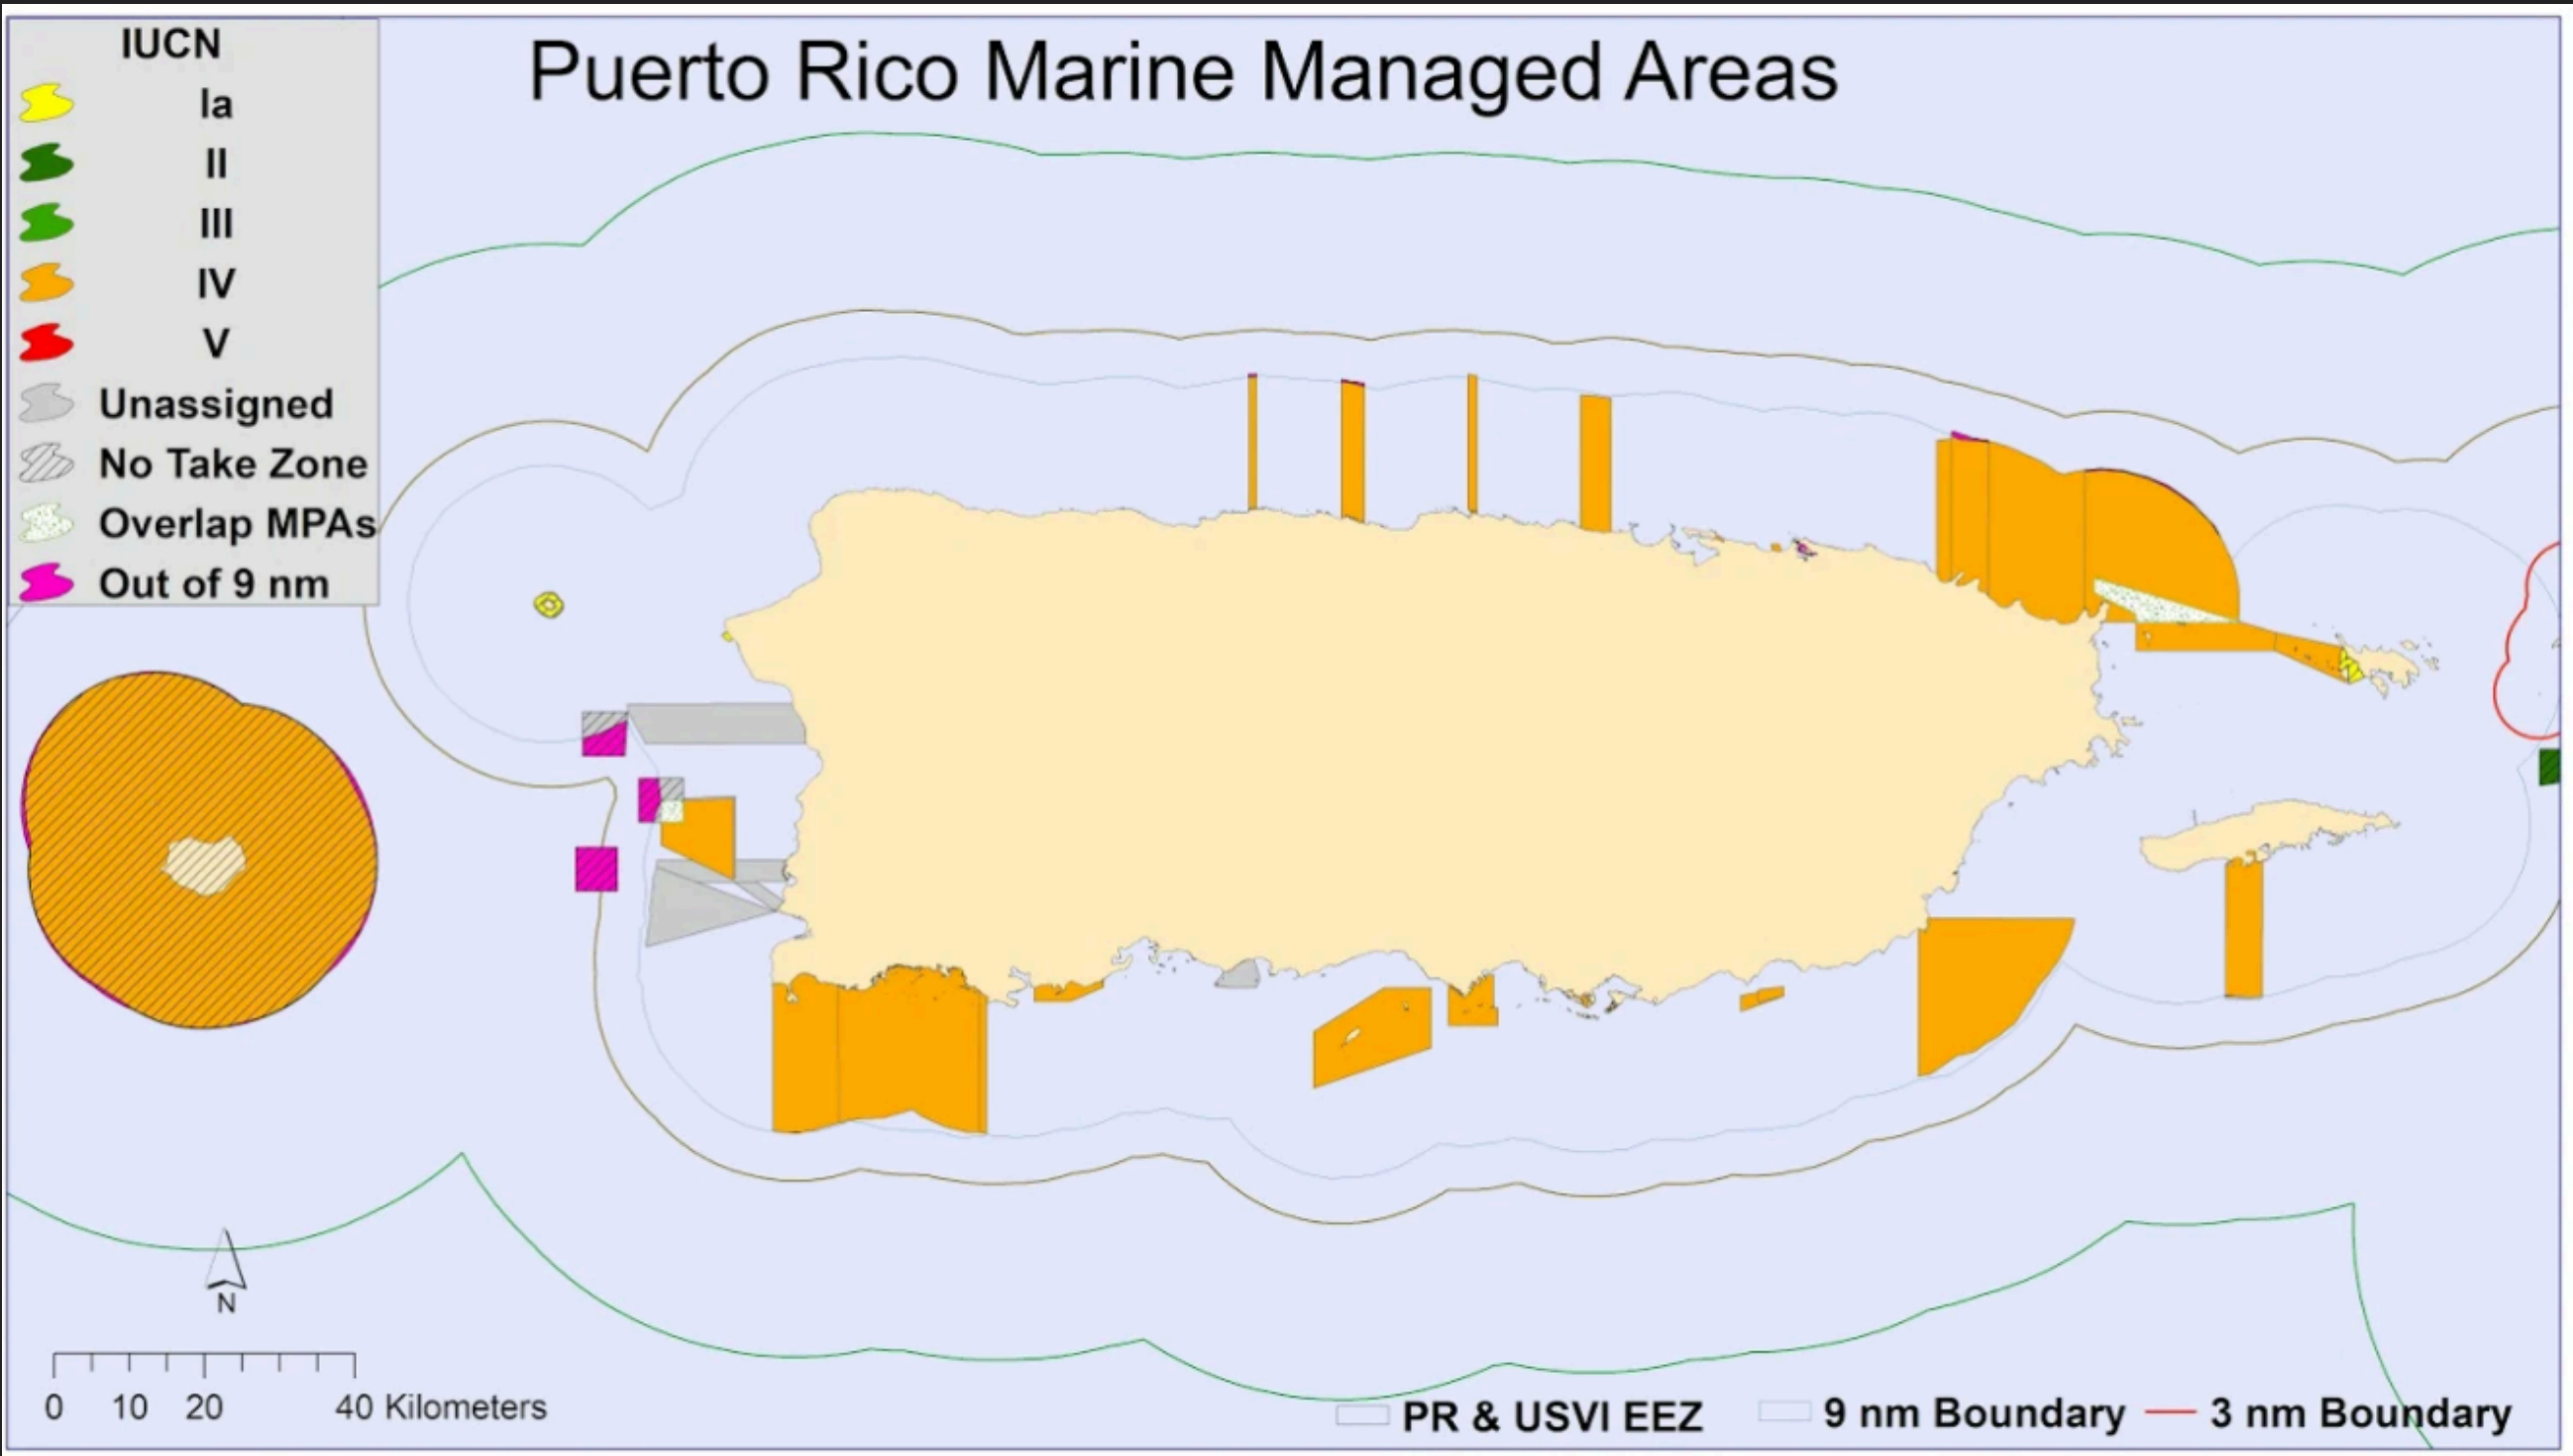 Puerto Rico Marine Managed Areas
IUCN
Ia
II
III
IV
V
Unassigned
No Take Zone
Overlap MPAs
Out of 9 nm
N
0 10 20 40 Kilometers
PR & USVI EEZ 9 nm Boundary 3 nm Boundary